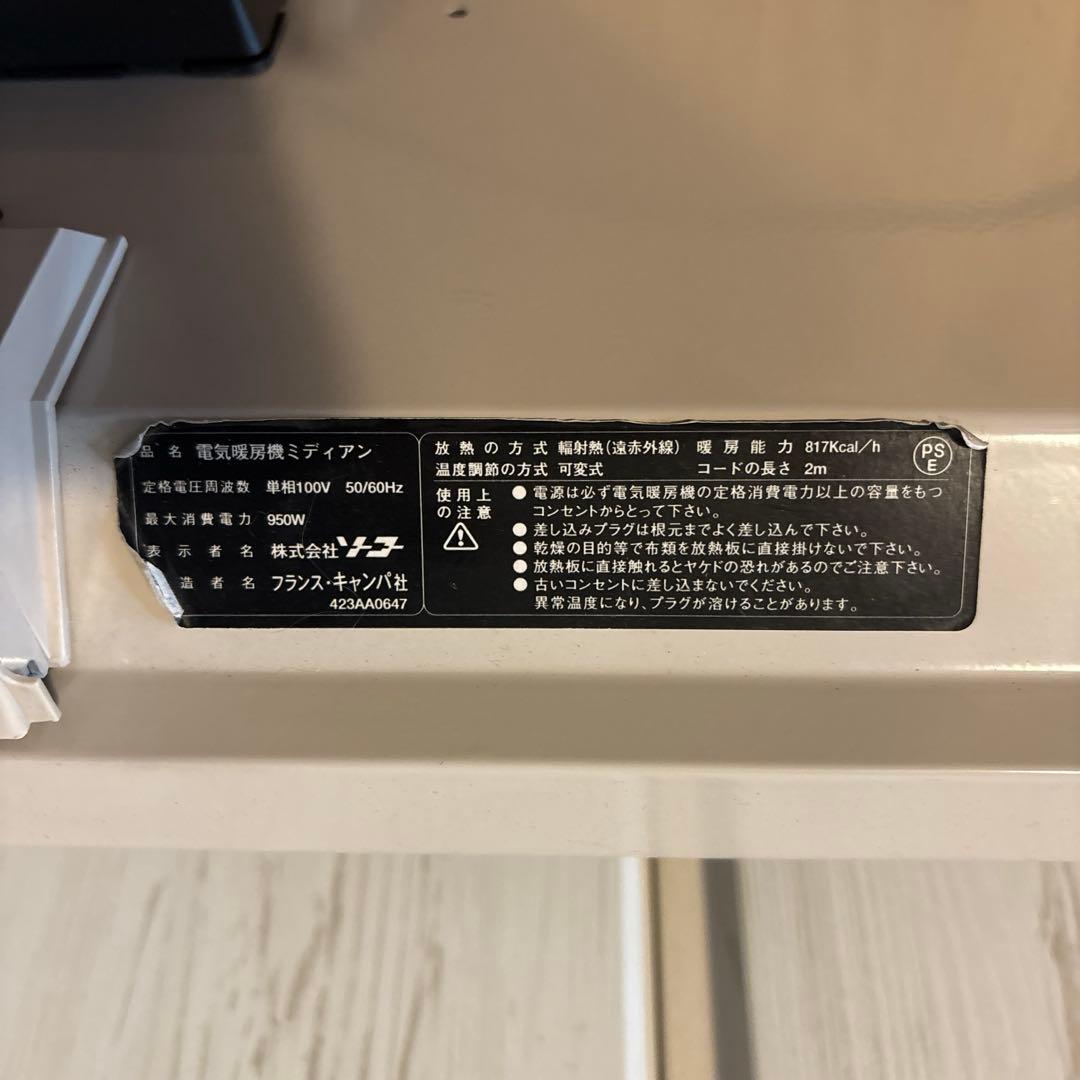 品名 電気暖房機ミディアン
定格電圧周波数 単相100V 50/60Hz
最大消費電力 950W
表示者名 株式会社ソーコー
造者名 フランス・キャンパ社
423AA0647
放熱の方式 輻射熱(遠赤外線) 暖房能力 817Kcal/h
温度調節の方式 可変式 コードの長さ 2m
PS
E
使用上
の注意
● 電源は必ず電気暖房機の定格消費電力以上の容量をもつ
コンセントからとって下さい。
● 差し込みプラグは根元までよく差し込んで下さい。
● 乾燥の目的等で布類を放熱板に直接掛けないで下さい。
● 放熱板に直接触れるとヤケドの恐れがあるのでご注意下さい。
● 古いコンセントに差し込まないでください。
異常温度になり、プラグが溶けることがあります。